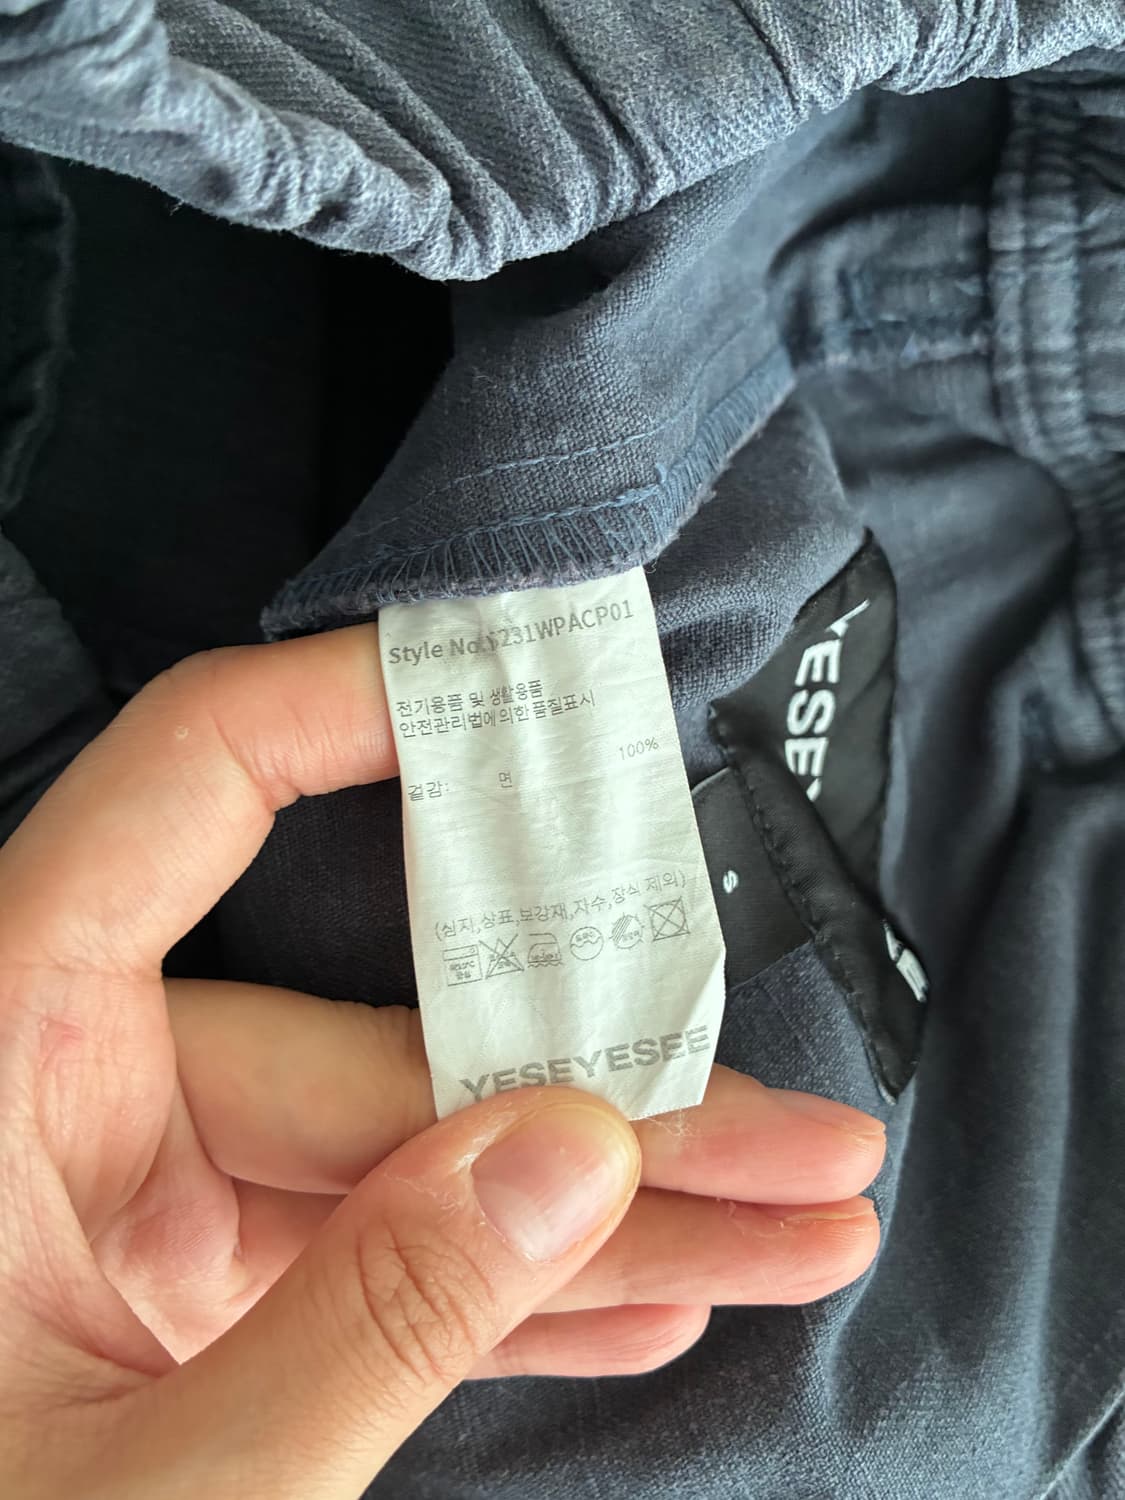 Style No.Y231WPACP01
전기용품 및 생활용품
안전관리법에의한품질표시
100%
겉감: 면
(심지,상표,보강재,자수,장식 제외)
YESEYESEE
S